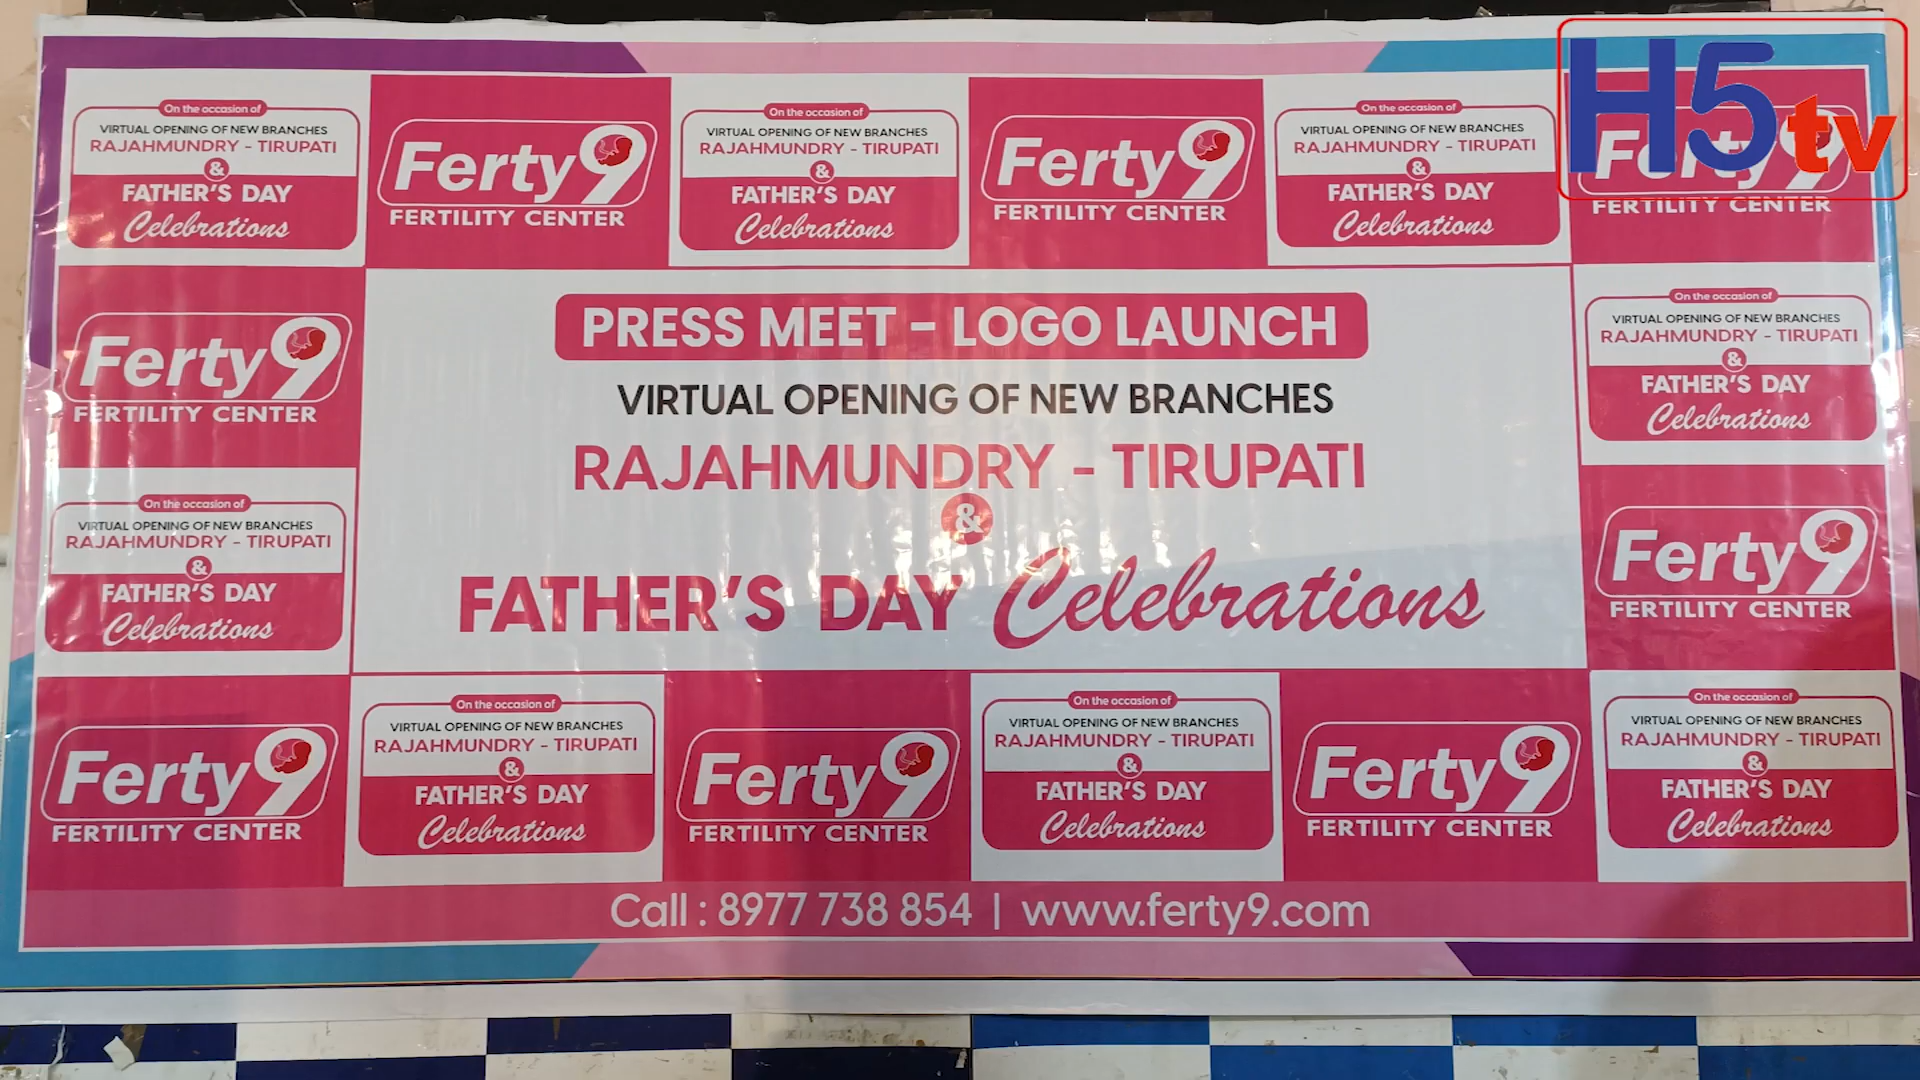 H5tv
On the occasion of
VIRTUAL OPENING OF NEW BRANCHES
RAJAHMUNDRY - TIRUPATI
&
FATHER'S DAY
Celebrations
Ferty9
FERTILITY CENTER
On the occasion of
VIRTUAL OPENING OF NEW BRANCHES
RAJAHMUNDRY - TIRUPATI
&
FATHER'S DAY
Celebrations
Ferty9
FERTILITY CENTER
On the occasion of
VIRTUAL OPENING OF NEW BRANCHES
RAJAHMUNDRY - TIRUPATI
&
FATHER'S DAY
Celebrations
Ferty9
FERTILITY CENTER
Ferty9
FERTILITY CENTER
PRESS MEET - LOGO LAUNCH
VIRTUAL OPENING OF NEW BRANCHES
RAJAHMUNDRY - TIRUPATI
&
FATHER'S DAY Celebrations
On the occasion of
VIRTUAL OPENING OF NEW BRANCHES
RAJAHMUNDRY - TIRUPATI
&
FATHER'S DAY
Celebrations
On the occasion of
VIRTUAL OPENING OF NEW BRANCHES
RAJAHMUNDRY - TIRUPATI
&
FATHER'S DAY
Celebrations
Ferty9
FERTILITY CENTER
Ferty9
FERTILITY CENTER
On the occasion of
VIRTUAL OPENING OF NEW BRANCHES
RAJAHMUNDRY - TIRUPATI
&
FATHER'S DAY
Celebrations
Ferty9
FERTILITY CENTER
On the occasion of
VIRTUAL OPENING OF NEW BRANCHES
RAJAHMUNDRY - TIRUPATI
&
FATHER'S DAY
Celebrations
Ferty9
FERTILITY CENTER
On the occasion of
VIRTUAL OPENING OF NEW BRANCHES
RAJAHMUNDRY - TIRUPATI
&
FATHER'S DAY
Celebrations
Call : 8977 738 854 | www.ferty9.com